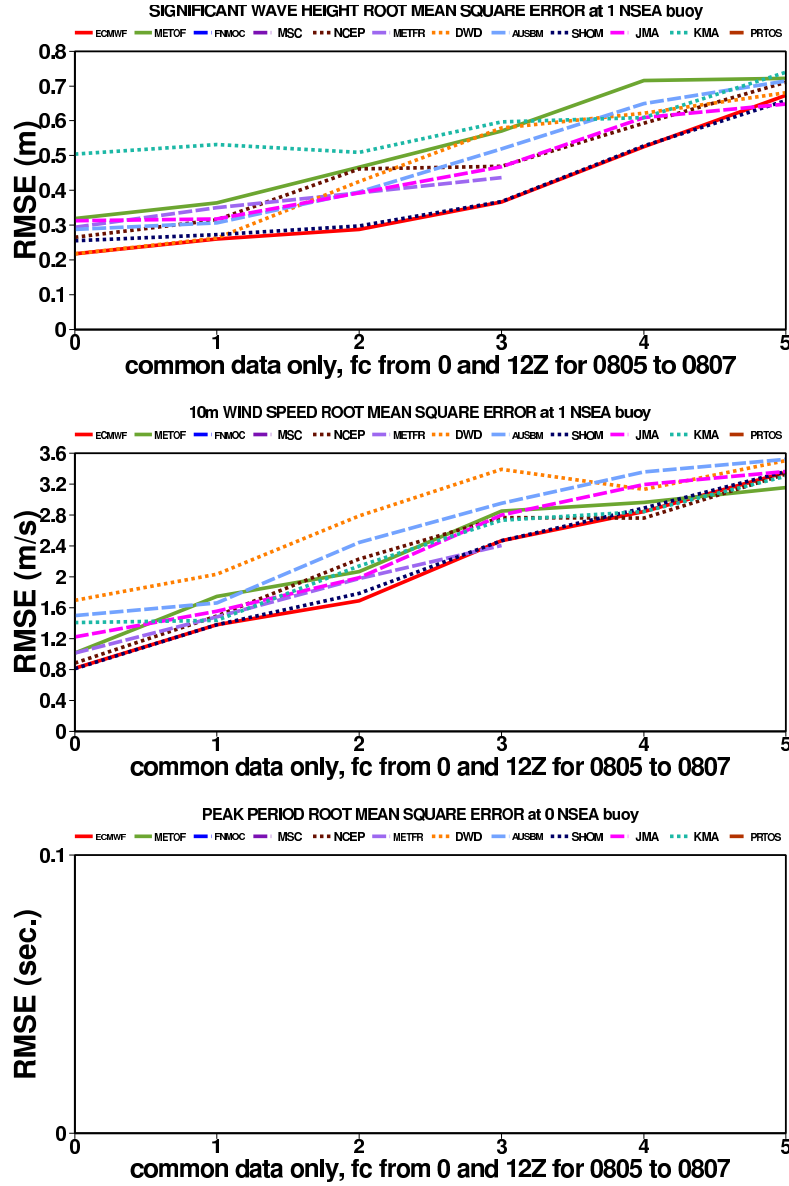 SIGNIFICANT WAVE HEIGHT ROOT MEAN SQUARE ERROR at 1 NSEA buoy
ECMWF METOF FNMOC MSC NCEP METFR DWD AUSBM SHOM JMA KMA PRTOS
RMSE (m)
0.8
0.7
0.6
0.5
0.4
0.3
0.2
0.1
0
0 1 2 3 4 5
common data only, fc from 0 and 12Z for 0805 to 0807
10m WIND SPEED ROOT MEAN SQUARE ERROR at 1 NSEA buoy
ECMWF METOF FNMOC MSC NCEP METFR DWD AUSBM SHOM JMA KMA PRTOS
RMSE (m/s)
3.6
3.2
2.8
2.4
2
1.6
1.2
0.8
0.4
0
0 1 2 3 4 5
common data only, fc from 0 and 12Z for 0805 to 0807
PEAK PERIOD ROOT MEAN SQUARE ERROR at 0 NSEA buoy
ECMWF METOF FNMOC MSC NCEP METFR DWD AUSBM SHOM JMA KMA PRTOS
RMSE (sec.)
0.1
0
0 1 2 3 4 5
common data only, fc from 0 and 12Z for 0805 to 0807